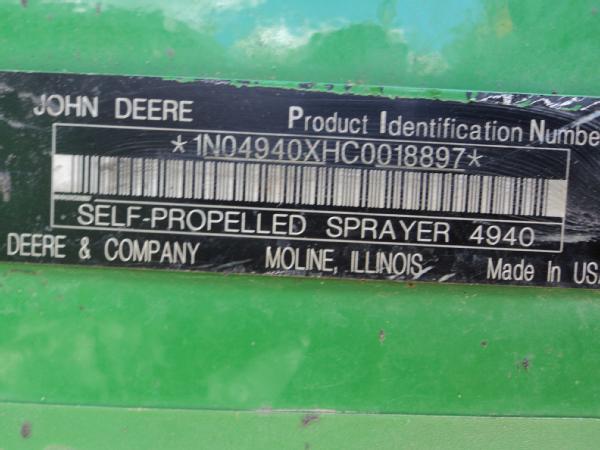 JOHN DEERE Product Identification Numbe
*1N04940XHC0018897*
SELF-PROPELLED SPRAYER 4940
DEERE & COMPANY MOLINE, ILLINOIS Made In USA